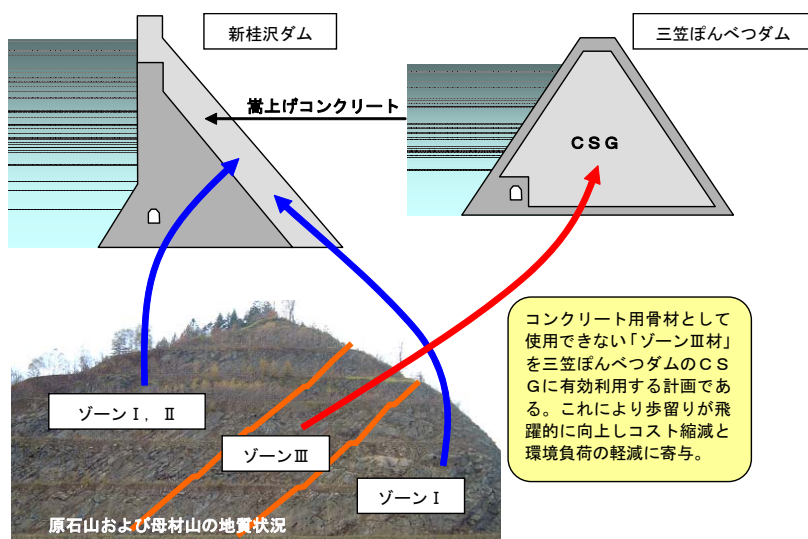 新桂沢ダム
三笠ぽんべつダム
嵩上げコンクリート
ＣＳＧ
コンクリート用骨材として
使用できない「ゾーンⅢ材」
を三笠ぽんべつダムのＣＳ
Ｇに有効利用する計画であ
る。これにより歩留りが飛
躍的に向上しコスト縮減と
環境負荷の軽減に寄与。
ゾーンⅠ，Ⅱ
ゾーンⅢ
ゾーンⅠ
原石山および母材山の地質状況